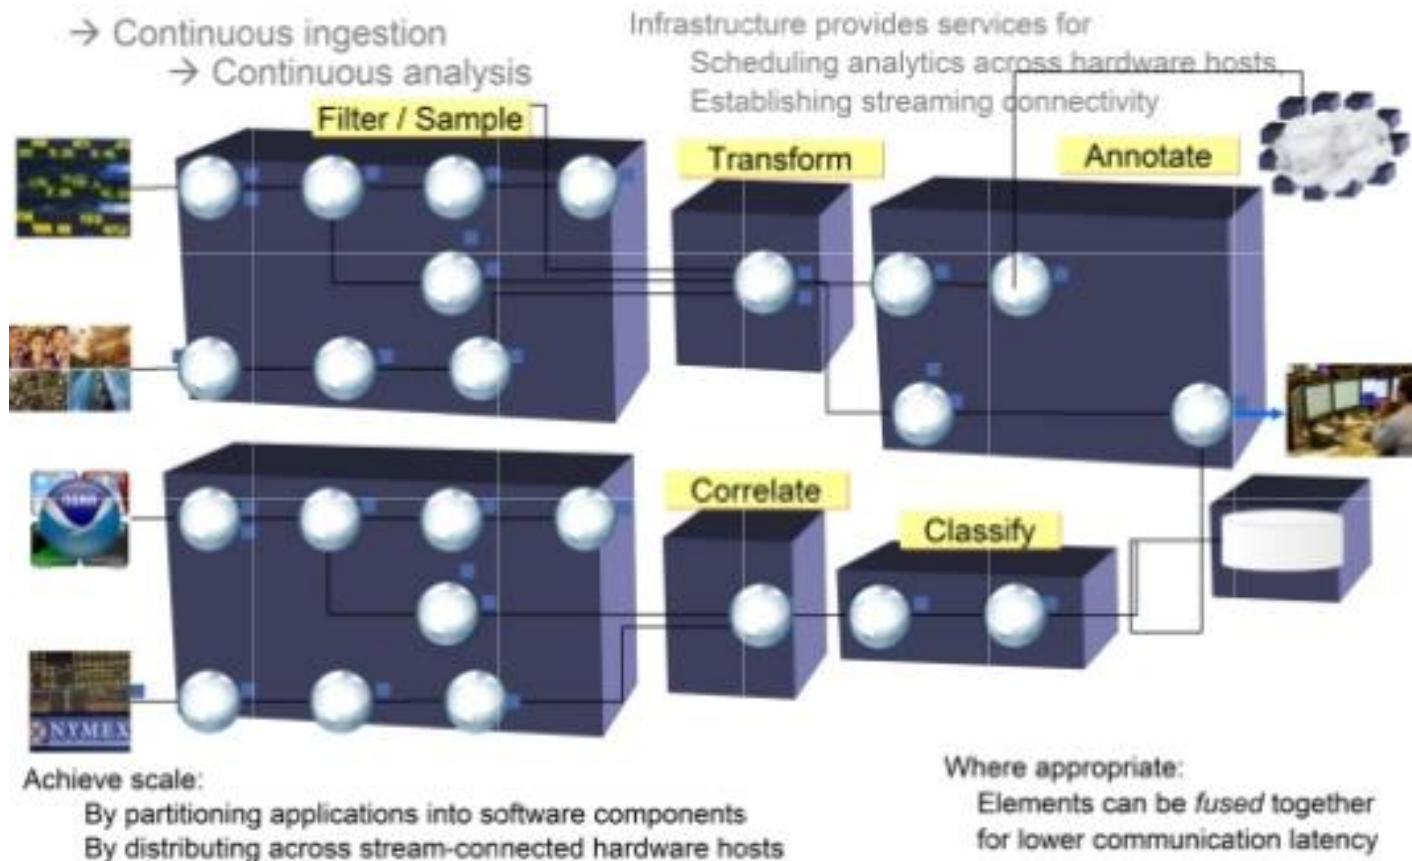 → Continuous ingestion
→ Continuous analysis
Infrastructure provides services for
Scheduling analytics across hardware hosts,
Establishing streaming connectivity
Filter / Sample
Transform
Annotate
Correlate
Classify
NYMEX
Achieve scale:
By partitioning applications into software components
By distributing across stream-connected hardware hosts
Where appropriate:
Elements can be fused together
for lower communication latency